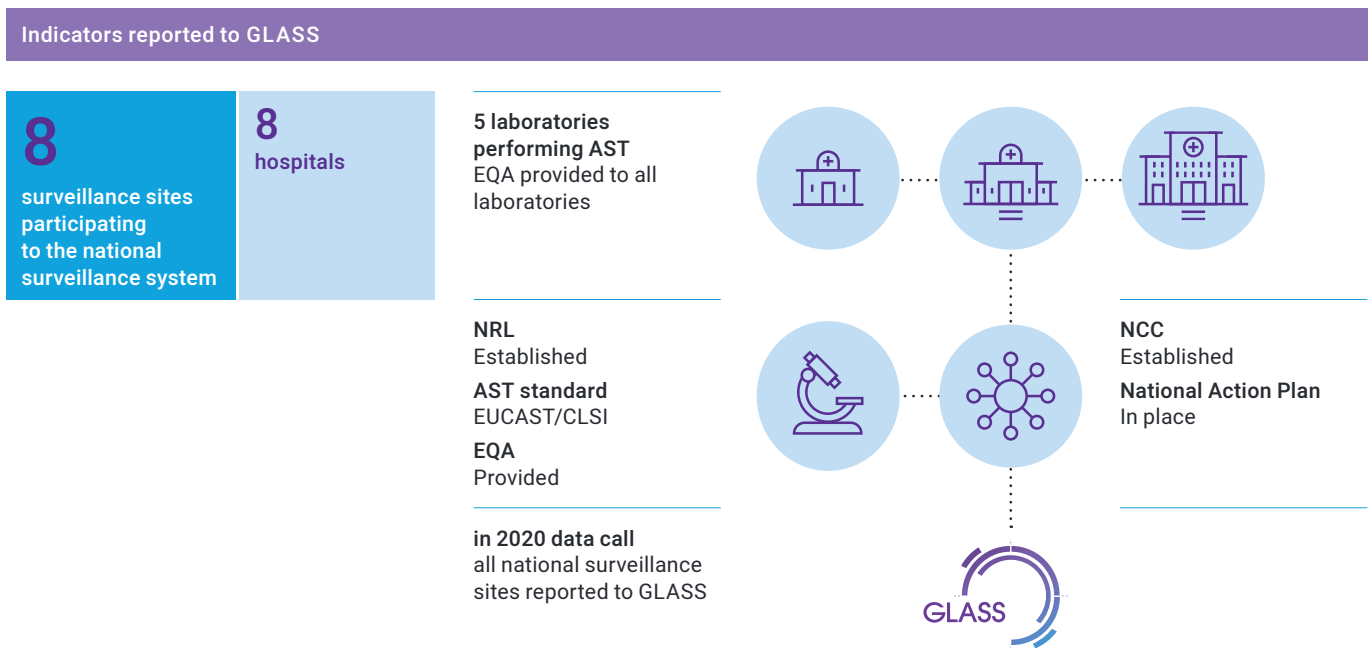 Indicators reported to GLASS
8
surveillance sites
participating
to the national
surveillance system
8
hospitals
5 laboratories
performing AST
EQA provided to all
laboratories
NRL
Established
AST standard
EUCAST/CLSI
EQA
Provided
NCC
Established
National Action Plan
In place
in 2020 data call
all national surveillance
sites reported to GLASS
GLASS